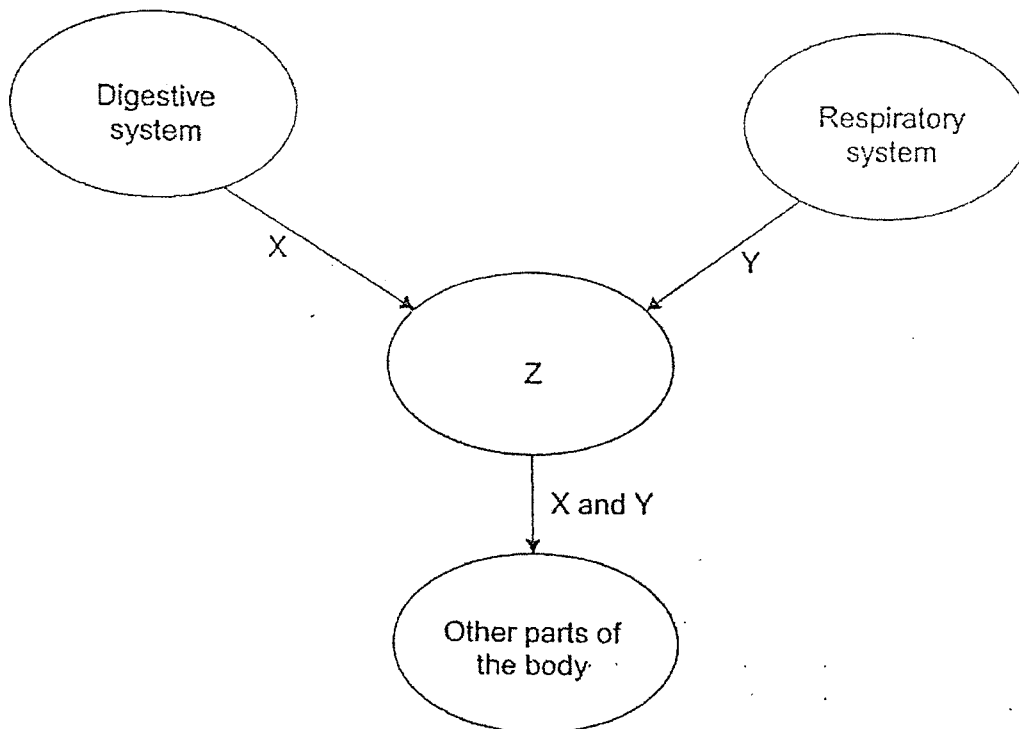 Digestive
system
Respiratory
system
X
Y
Z
X and Y
Other parts of
the body